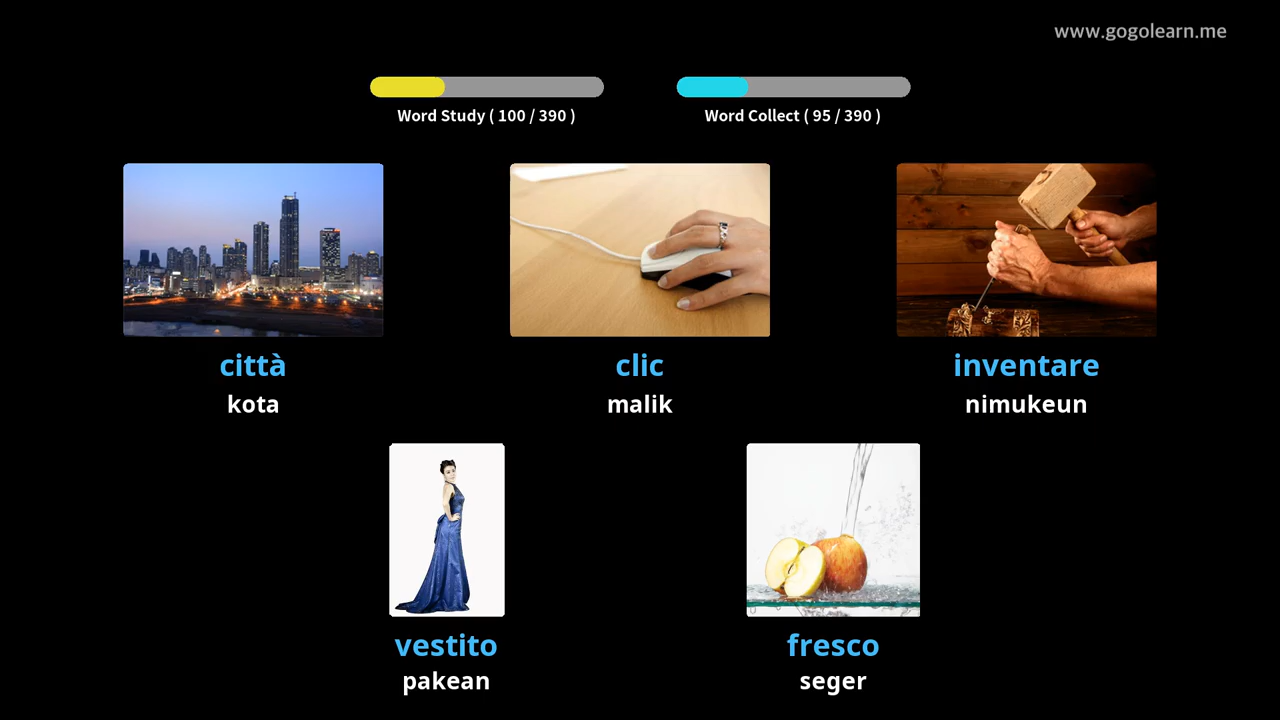 www.gogolearn.me
Word Study ( 100 / 390 )
Word Collect ( 95 / 390 )
città
kota
clic
malik
inventare
nimukeun
vestito
pakean
fresco
seger